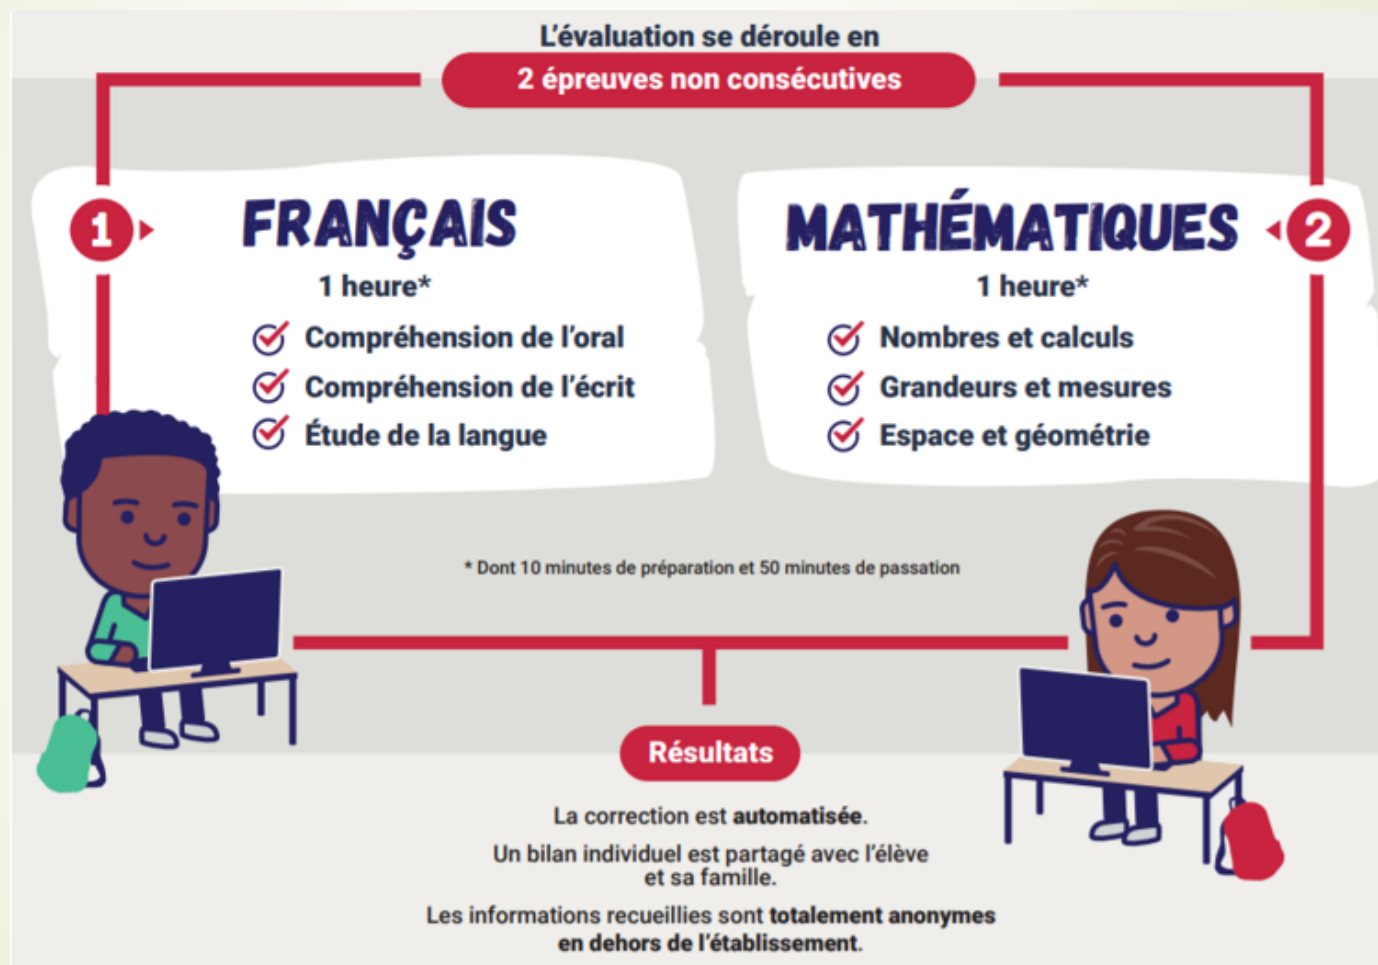 L'évaluation se déroule en
2 épreuves non consécutives
1
FRANÇAIS
1 heure*
Compréhension de l'oral
Compréhension de l'écrit
Étude de la langue
MATHÉMATIQUES
2
1 heure*
Nombres et calculs
Grandeurs et mesures
Espace et géométrie
* Dont 10 minutes de préparation et 50 minutes de passation
Résultats
La correction est automatisée.
Un bilan individuel est partagé avec l'élève
et sa famille.
Les informations recueillies sont totalement anonymes
en dehors de l'établissement.